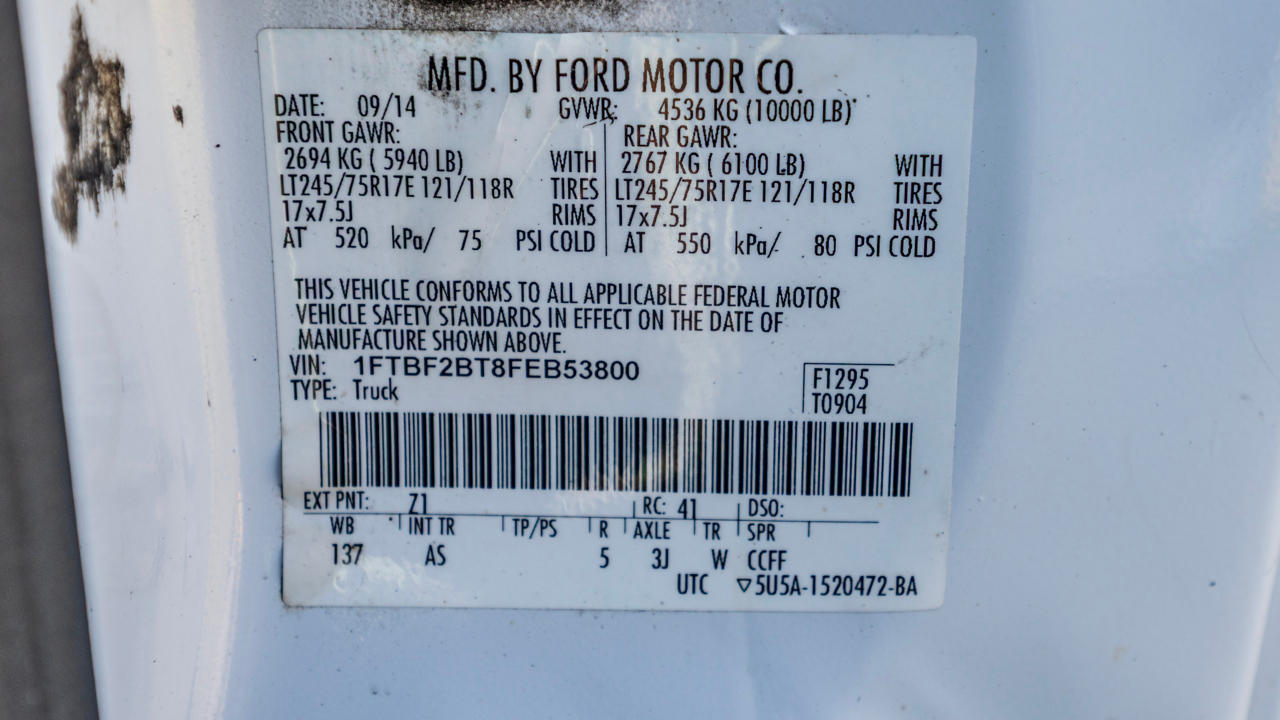 MFD. BY FORD MOTOR CO.
DATE: 09/14 GVWR: 4536 KG (10000 LB)
FRONT GAWR: REAR GAWR:
2694 KG ( 5940 LB) WITH 2767 KG ( 6100 LB) WITH
LT245/75R17E 121/118R TIRES LT245/75R17E 121/118R TIRES
17x7.5J RIMS 17x7.5J RIMS
AT 520 kPa/ 75 PSI COLD AT 550 kPa/ 80 PSI COLD
THIS VEHICLE CONFORMS TO ALL APPLICABLE FEDERAL MOTOR
VEHICLE SAFETY STANDARDS IN EFFECT ON THE DATE OF
MANUFACTURE SHOWN ABOVE.
VIN: 1FTBF2BT8FEB53800
TYPE: Truck
F1295
T0904
EXT PNT: Z1 RC: 41 DSO:
WB INT TR TP/PS R AXLE TR SPR
137 AS 5 3J W CCFF
UTC ▽5U5A-1520472-BA